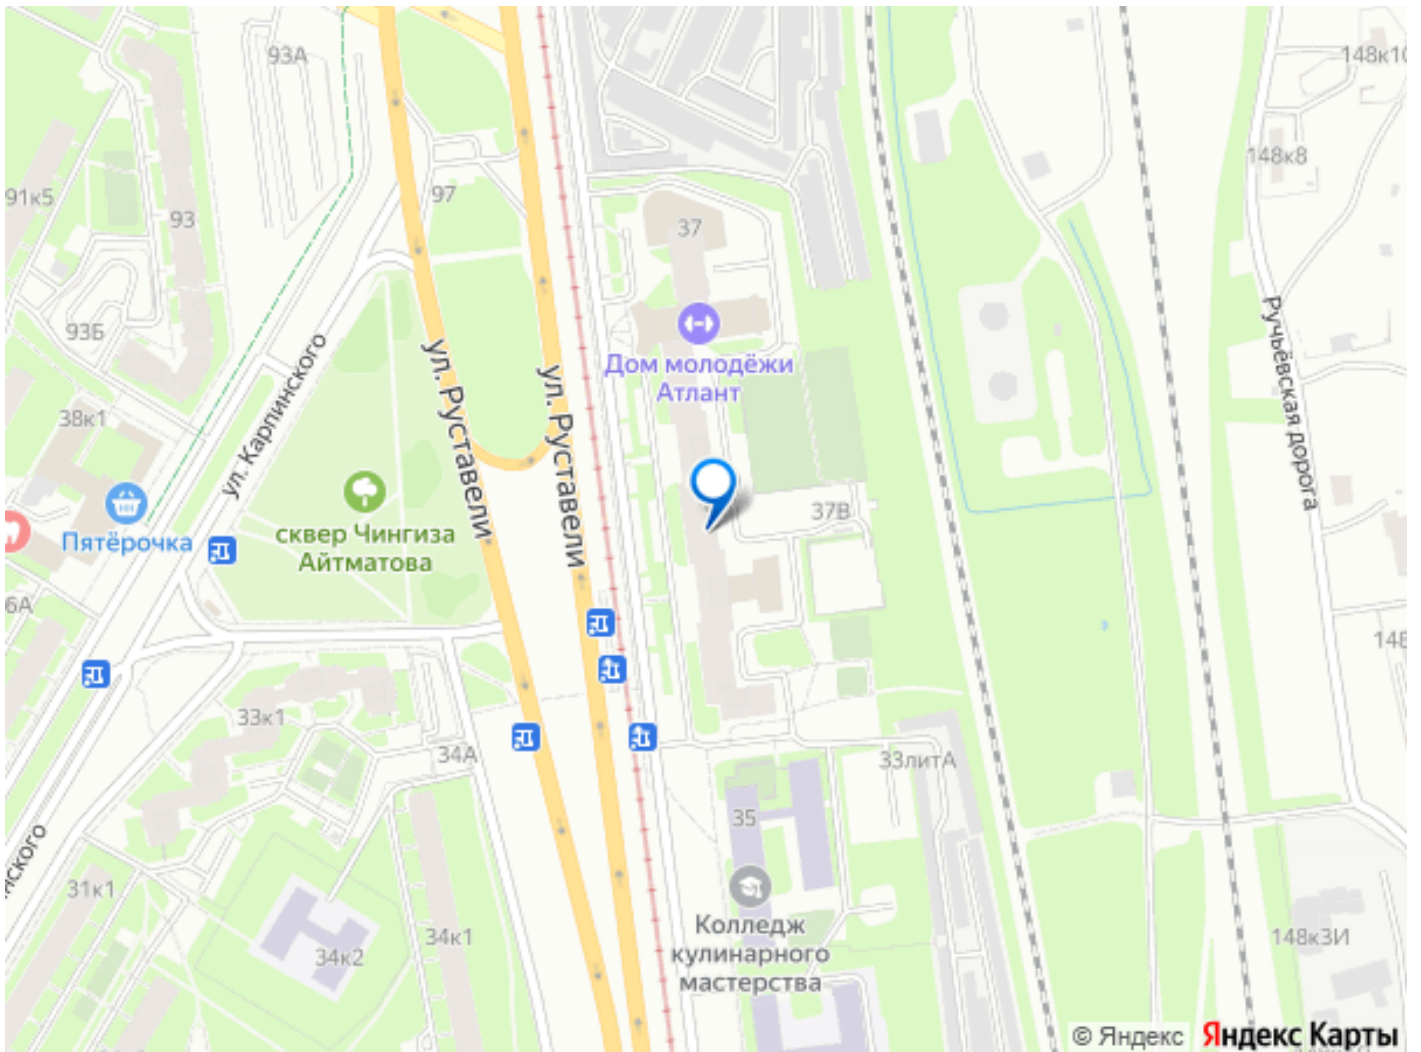 93А
148к10
148к8
91к5
97
93
37
93Б
ул. Карпинского
ул. Руставели
ул. Руставели
Дом молодёжи
Атлант
Ручьёвская дорога
38к1
Пятёрочка
сквер Чингиза
Айтматова
37В
6А
33к1
34А
33литА
35
31к1
34к1
34к2
Колледж
кулинарного
мастерства
148к3И
© Яндекс
Яндекс Карты